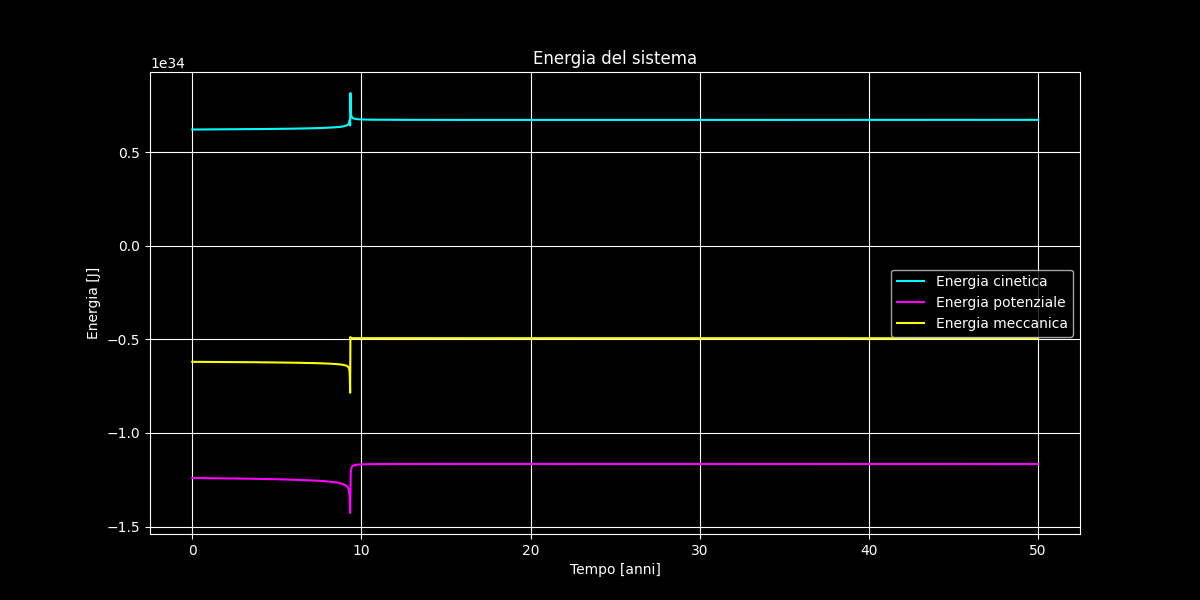 Energia del sistema
1e34
0.5
0.0
−0.5
−1.0
−1.5
Energia [J]
Energia cinetica
Energia potenziale
Energia meccanica
0 10 20 30 40 50
Tempo [anni]